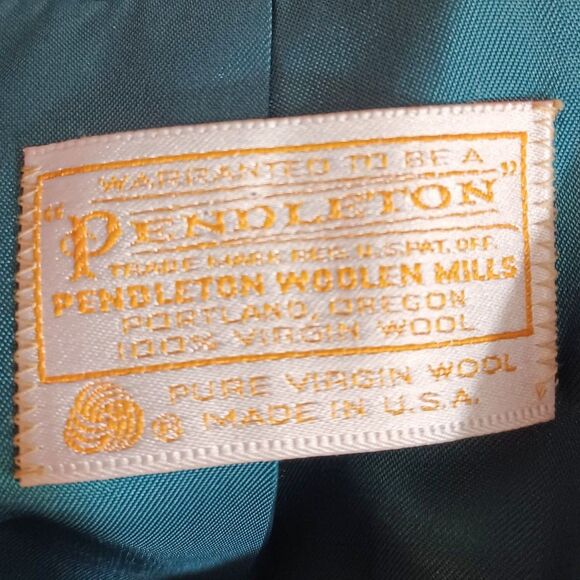 WARRANTED TO BE A
"PENDLETON"
TRADE MARK REG. U.S. PAT. OFF.
PENDLETON WOOLEN MILLS
PORTLAND, OREGON
100% VIRGIN WOOL
PURE VIRGIN WOOL
® MADE IN U.S.A.